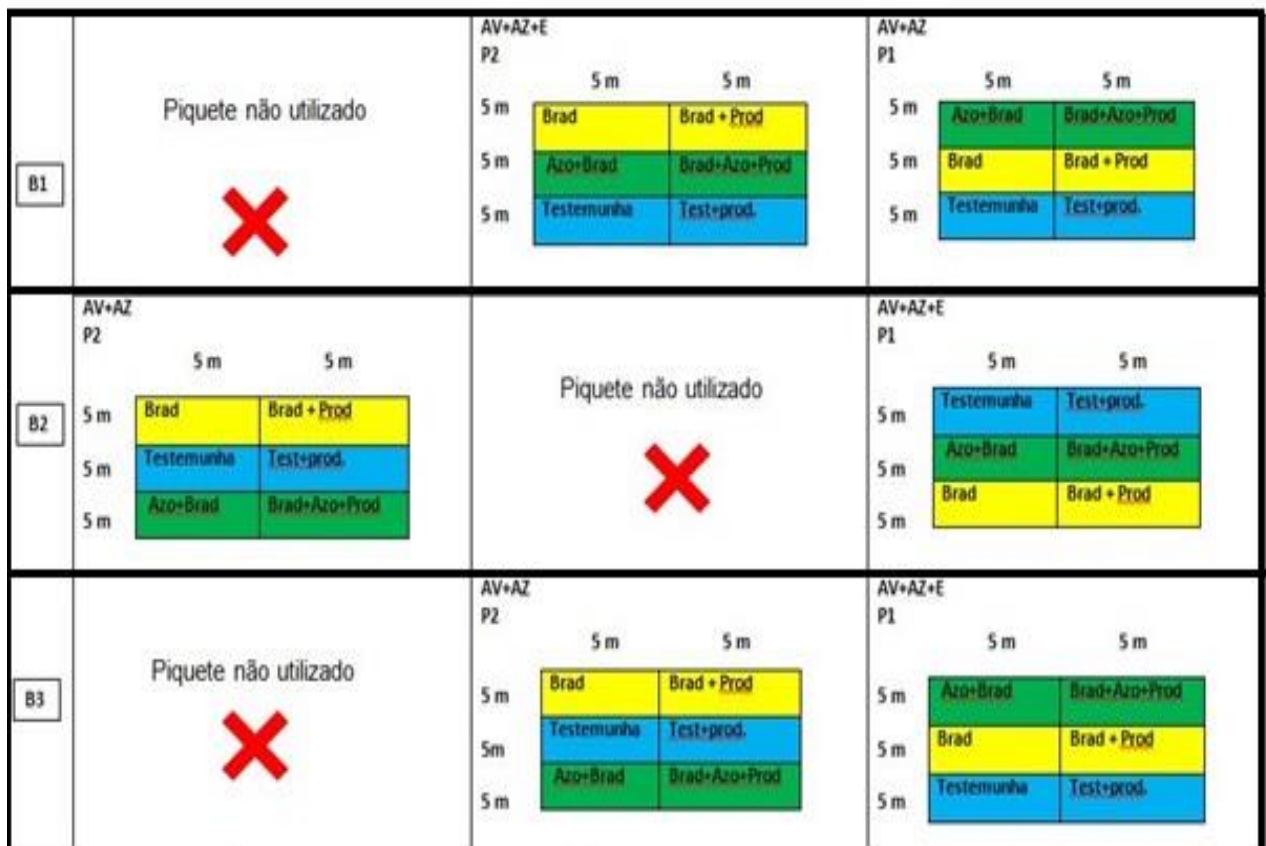 B1
Piquete não utilizado
AV+AZ+E
P2
5 m 5 m
5 m Brad Brad + Prod
5 m Azo+Brad Brad+Azo+Prod
5 m Testemunha Test+prod.
AV+AZ
P1
5 m 5 m
5 m Azo+Brad Brad+Azo+Prod
5 m Brad Brad + Prod
5 m Testemunha Test+prod.
B2
AV+AZ
P2
5 m 5 m
5 m Brad Brad + Prod
5 m Testemunha Test+prod.
5 m Azo+Brad Brad+Azo+Prod
Piquete não utilizado
AV+AZ+E
P1
5 m 5 m
5 m Testemunha Test+prod.
5 m Azo+Brad Brad+Azo+Prod
5 m Brad Brad + Prod
B3
Piquete não utilizado
AV+AZ
P2
5 m 5 m
5 m Brad Brad + Prod
5m Testemunha Test+prod.
5 m Azo+Brad Brad+Azo+Prod
AV+AZ+E
P1
5 m 5 m
5 m Azo+Brad Brad+Azo+Prod
5 m Brad Brad + Prod
5 m Testemunha Test+prod.